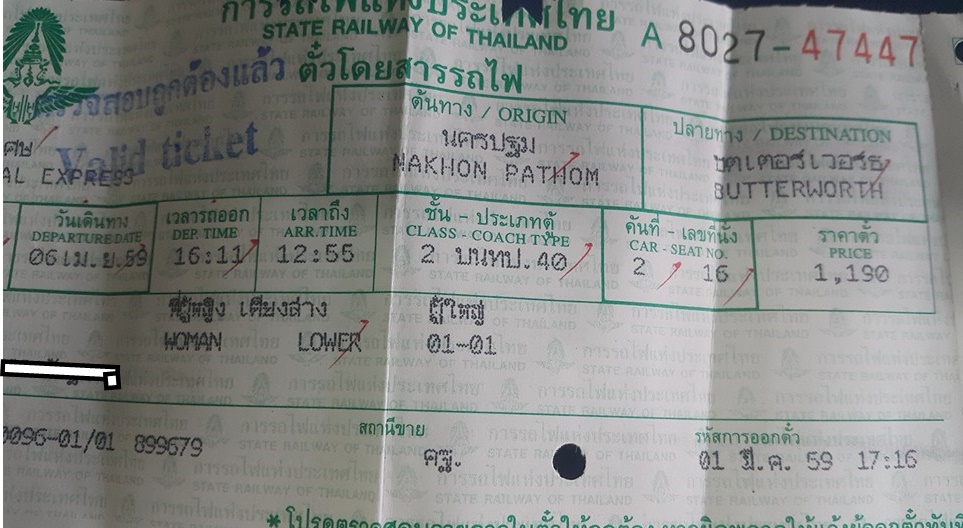 การรถไฟแห่งประเทศไทย
STATE RAILWAY OF THAILAND
A 8027-47447
ตรวจสอบถูกต้องแล้ว
Valid ticket
ตั๋วโดยสารรถไฟ
ต้นทาง / ORIGIN
นครปฐม
NAKHON PATHOM
ปลายทาง / DESTINATION
บัตเตอร์เวอร์ธ
BUTTERWORTH
AL EXPRESS
วันเดินทาง
DEPARTURE DATE
06 เม.ย.59
เวลารถออก
DEP. TIME
16:11
เวลาถึง
ARR.TIME
12:55
ชั้น - ประเภทตู้
CLASS - COACH TYPE
2 บนทป.40
คันที่ - เลขที่นั่ง
CAR - SEAT NO.
2 16
ราคาตั๋ว
PRICE
1,190
ที่ผู้หญิง เตียงล่าง ผู้ใหญ่
WOMAN LOWER 01-01
0096-01/01 899679
สถานีขาย
คฐ.
รหัสการออกตั๋ว
01 มี.ค. 59 17:16